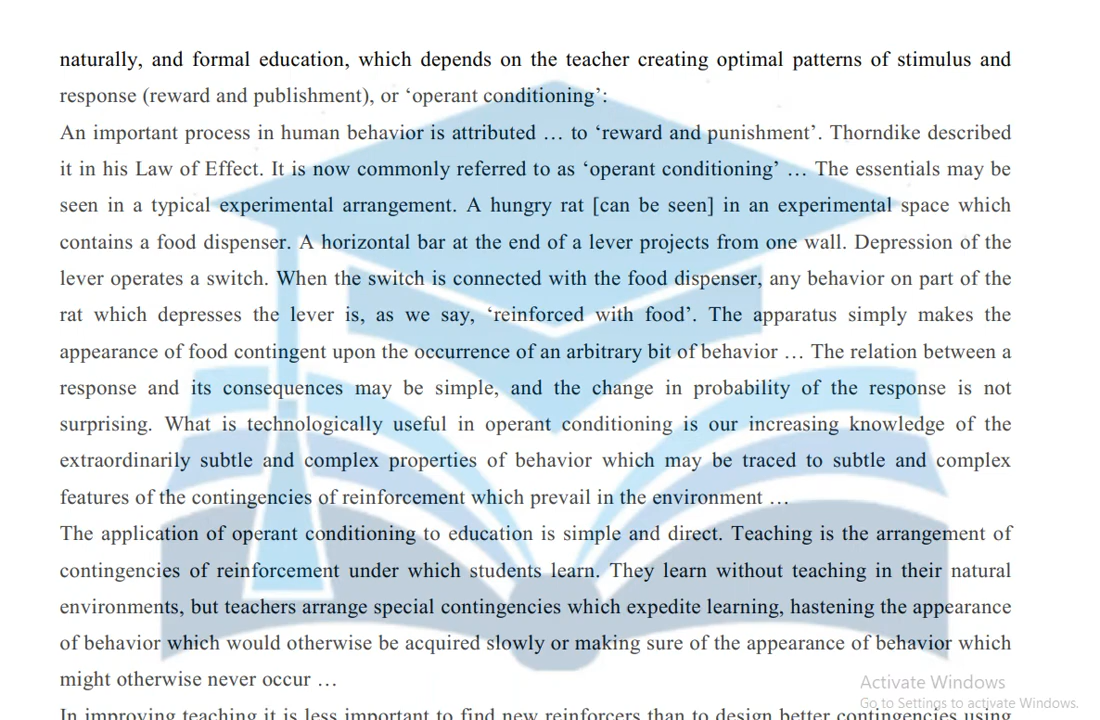 naturally, and formal education, which depends on the teacher creating optimal patterns of stimulus and
response (reward and publishment), or ‘operant conditioning’:
An important process in human behavior is attributed … to ‘reward and punishment’. Thorndike described
it in his Law of Effect. It is now commonly referred to as ‘operant conditioning’ … The essentials may be
seen in a typical experimental arrangement. A hungry rat [can be seen] in an experimental space which
contains a food dispenser. A horizontal bar at the end of a lever projects from one wall. Depression of the
lever operates a switch. When the switch is connected with the food dispenser, any behavior on part of the
rat which depresses the lever is, as we say, ‘reinforced with food’. The apparatus simply makes the
appearance of food contingent upon the occurrence of an arbitrary bit of behavior … The relation between a
response and its consequences may be simple, and the change in probability of the response is not
surprising. What is technologically useful in operant conditioning is our increasing knowledge of the
extraordinarily subtle and complex properties of behavior which may be traced to subtle and complex
features of the contingencies of reinforcement which prevail in the environment …
The application of operant conditioning to education is simple and direct. Teaching is the arrangement of
contingencies of reinforcement under which students learn. They learn without teaching in their natural
environments, but teachers arrange special contingencies which expedite learning, hastening the appearance
of behavior which would otherwise be acquired slowly or making sure of the appearance of behavior which
might otherwise never occur …
Activate Windows
Go to Settings to activate Windows.
In improving teaching it is less important to find new reinforcers than to design better contingencies using